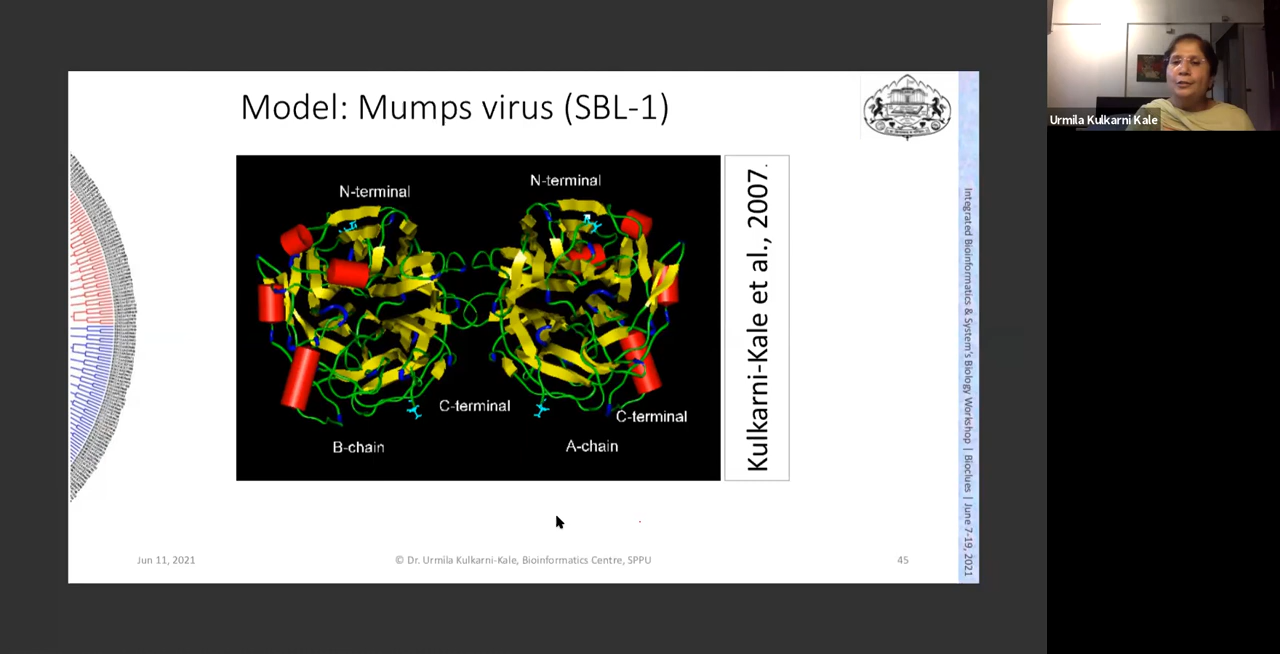 Model: Mumps virus (SBL-1)
N-terminal
N-terminal
C-terminal
C-terminal
B-chain
A-chain
Kulkarni-Kale et al., 2007.
Jun 11, 2021
© Dr. Urmila Kulkarni-Kale, Bioinformatics Centre, SPPU
45
Integrated Bioinformatics & System's Biology Workshop | Bioclues | June 7-19, 2021
Urmila Kulkarni Kale